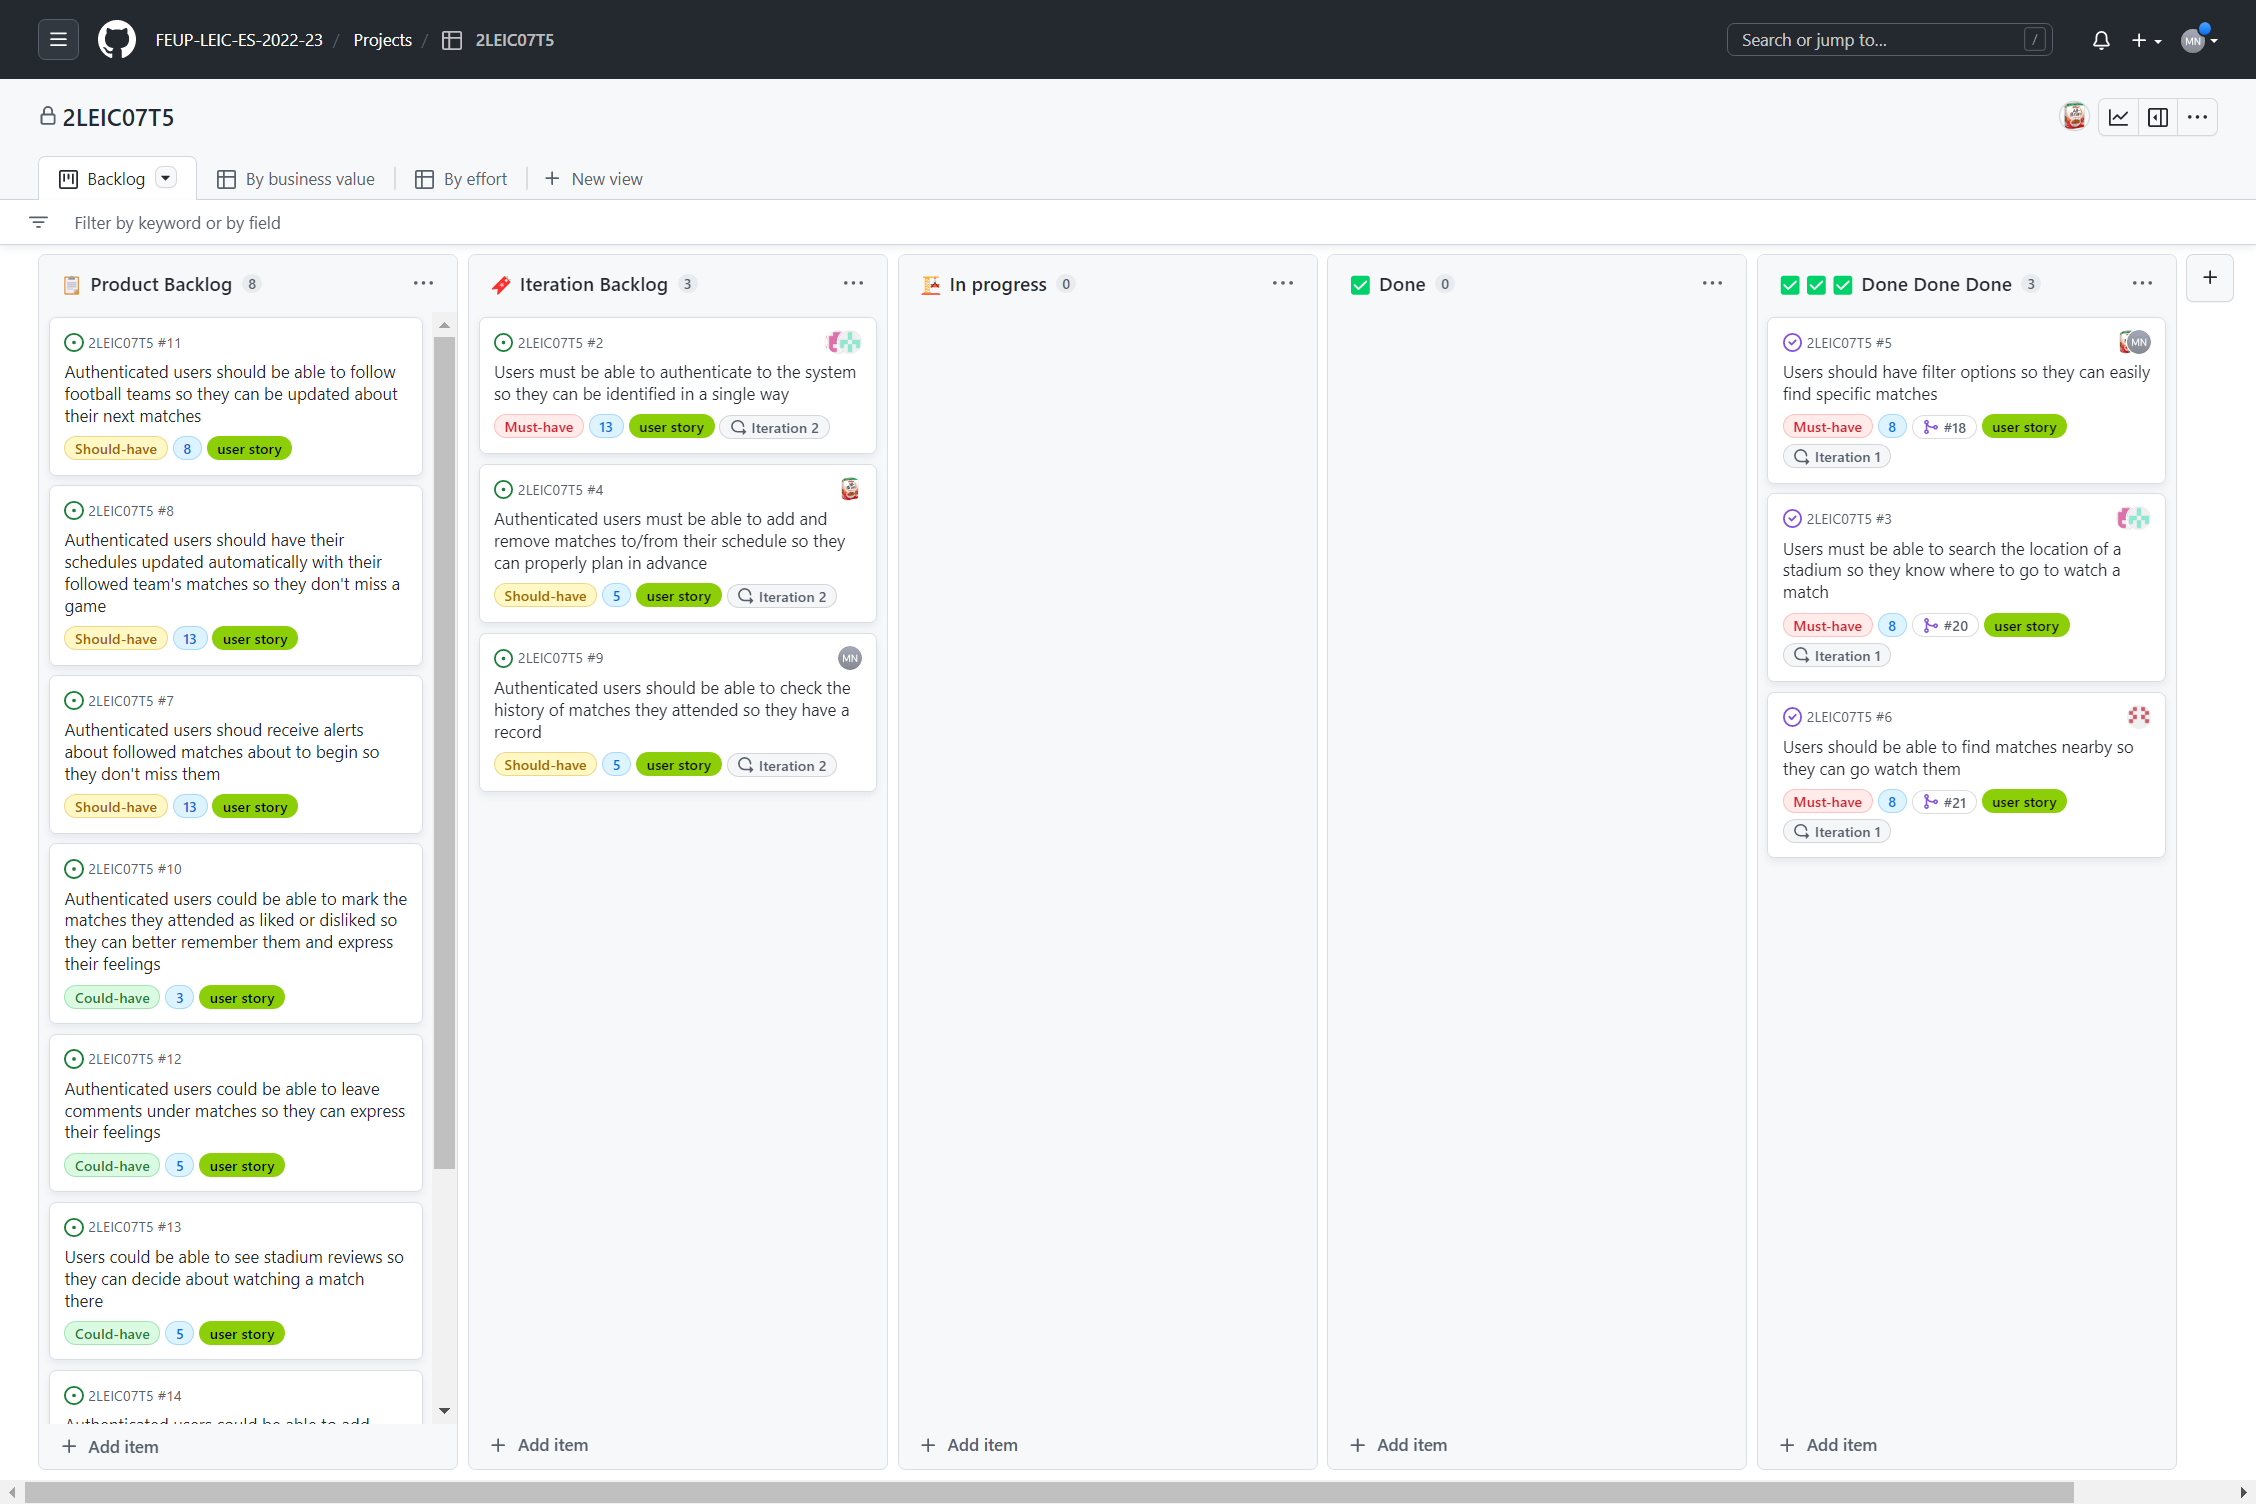 FEUP-LEIC-ES-2022-23 / Projects / 2LEIC07T5
Search or jump to... /
MN
2LEIC07T5
Backlog
By business value
By effort
New view
Filter by keyword or by field
Product Backlog 8
2LEIC07T5 #11
Authenticated users should be able to follow
football teams so they can be updated about
their next matches
Should-have 8 user story
2LEIC07T5 #8
Authenticated users should have their
schedules updated automatically with their
followed team's matches so they don't miss a
game
Should-have 13 user story
2LEIC07T5 #7
Authenticated users shoud receive alerts
about followed matches about to begin so
they don't miss them
Should-have 13 user story
2LEIC07T5 #10
Authenticated users could be able to mark the
matches they attended as liked or disliked so
they can better remember them and express
their feelings
Could-have 3 user story
2LEIC07T5 #12
Authenticated users could be able to leave
comments under matches so they can express
their feelings
Could-have 5 user story
2LEIC07T5 #13
Users could be able to see stadium reviews so
they can decide about watching a match
there
Could-have 5 user story
2LEIC07T5 #14
Authenticated users could be able to add
Add item
Iteration Backlog 3
2LEIC07T5 #2
Users must be able to authenticate to the system
so they can be identified in a single way
Must-have 13 user story Iteration 2
2LEIC07T5 #4
Authenticated users must be able to add and
remove matches to/from their schedule so they
can properly plan in advance
Should-have 5 user story Iteration 2
2LEIC07T5 #9
MN
Authenticated users should be able to check the
history of matches they attended so they have a
record
Should-have 5 user story Iteration 2
Add item
In progress 0
Add item
Done 0
Add item
Done Done Done 3
2LEIC07T5 #5
MN
Users should have filter options so they can easily
find specific matches
Must-have 8 #18 user story
Iteration 1
2LEIC07T5 #3
Users must be able to search the location of a
stadium so they know where to go to watch a
match
Must-have 8 #20 user story
Iteration 1
2LEIC07T5 #6
Users should be able to find matches nearby so
they can go watch them
Must-have 8 #21 user story
Iteration 1
Add item